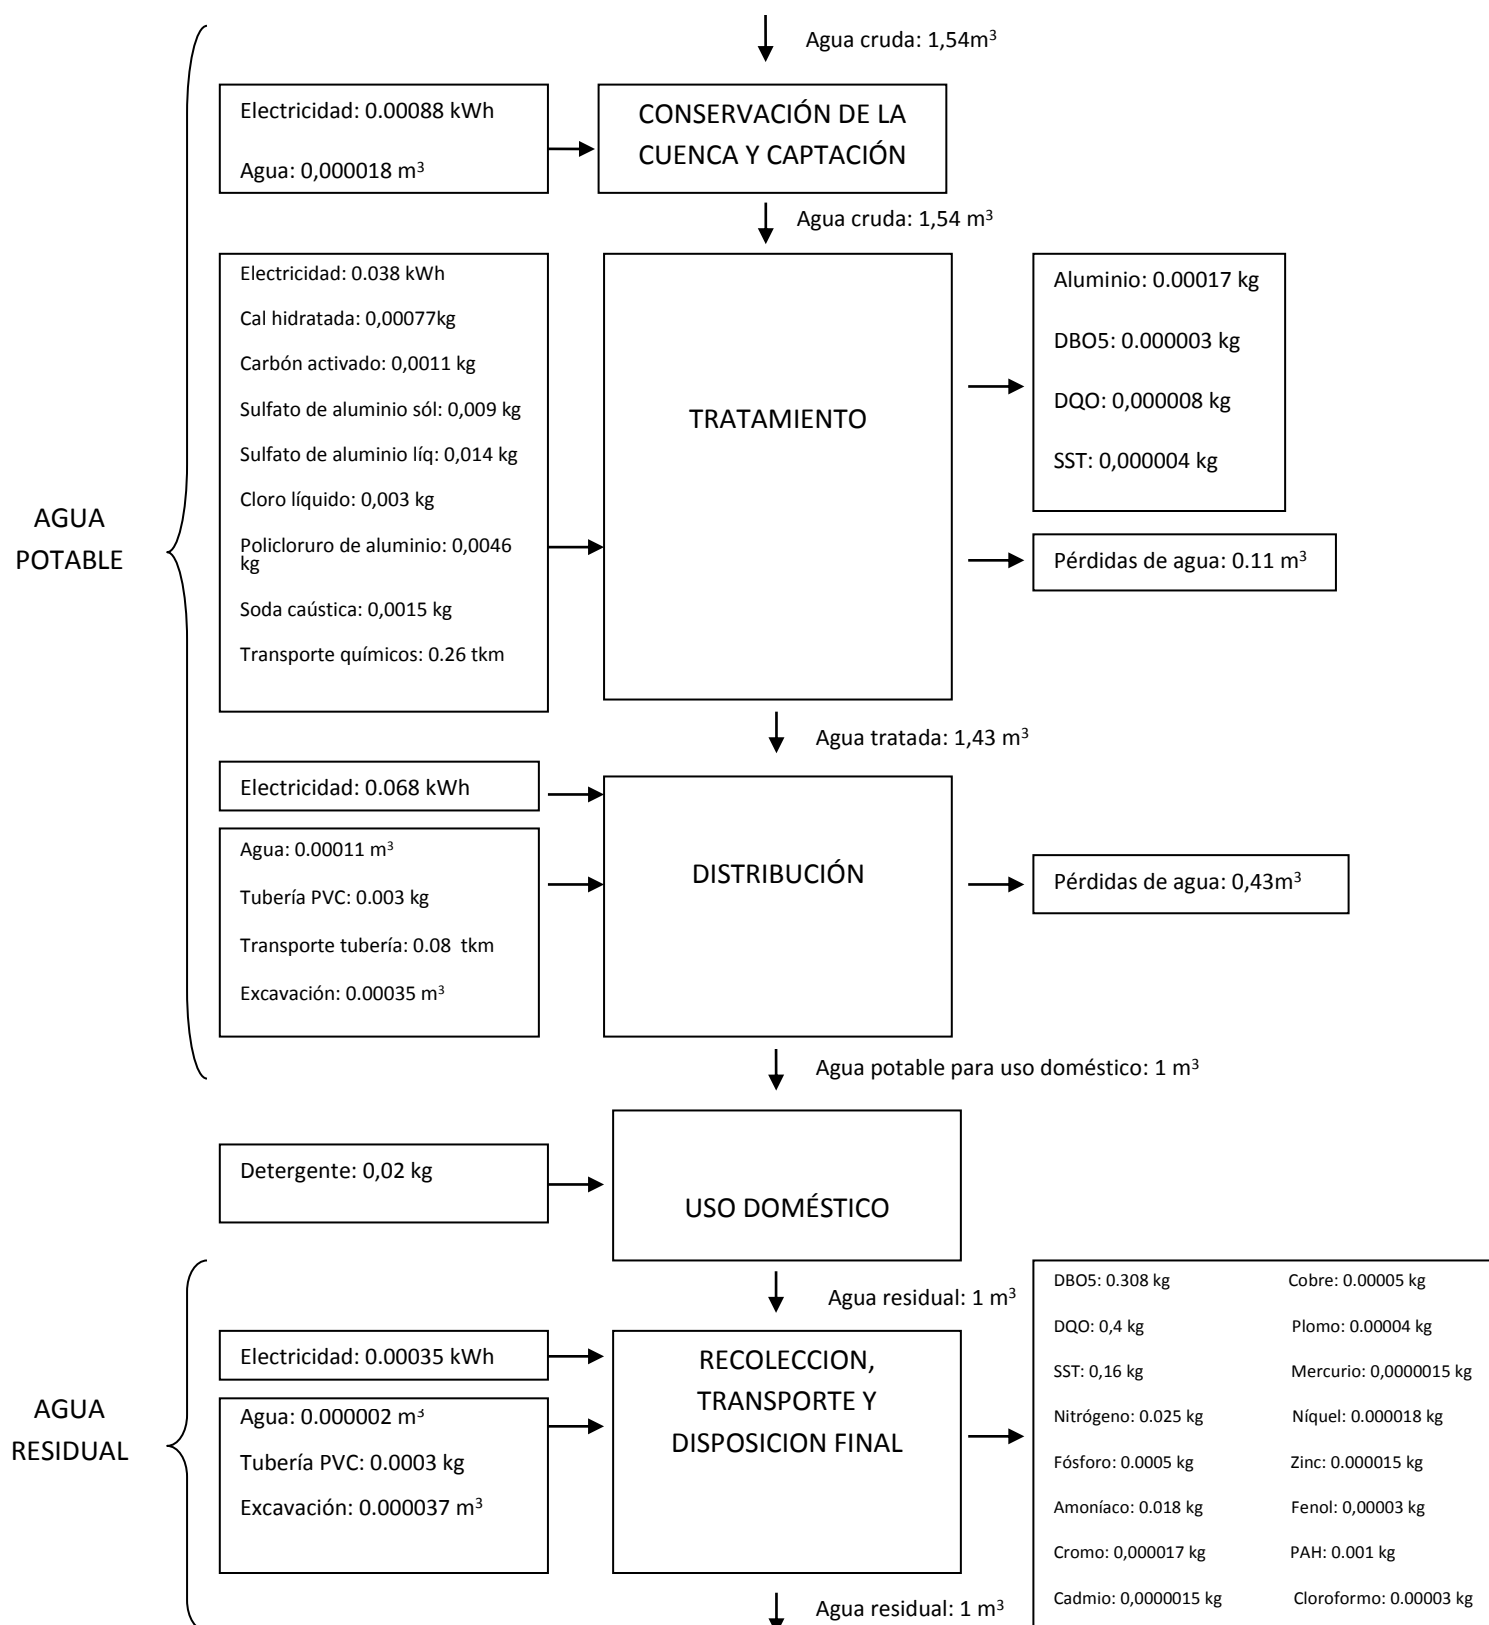 Agua cruda: 1,54m³
Electricidad: 0.00088 kWh
Agua: 0,000018 m³
CONSERVACIÓN DE LA
CUENCA Y CAPTACIÓN
Agua cruda: 1,54 m³
AGUA
POTABLE
Electricidad: 0.038 kWh
Cal hidratada: 0,00077kg
Carbón activado: 0,0011 kg
Sulfato de aluminio sól: 0,009 kg
Sulfato de aluminio líq: 0,014 kg
Cloro líquido: 0,003 kg
Policloruro de aluminio: 0,0046
kg
Soda caústica: 0,0015 kg
Transporte químicos: 0.26 tkm
TRATAMIENTO
Aluminio: 0.00017 kg
DBO5: 0.000003 kg
DQO: 0,000008 kg
SST: 0,000004 kg
Pérdidas de agua: 0.11 m³
Agua tratada: 1,43 m³
Electricidad: 0.068 kWh
Agua: 0.00011 m³
Tubería PVC: 0.003 kg
Transporte tubería: 0.08 tkm
Excavación: 0.00035 m³
DISTRIBUCIÓN
Pérdidas de agua: 0,43m³
Agua potable para uso doméstico: 1 m³
Detergente: 0,02 kg
USO DOMÉSTICO
Agua residual: 1 m³
AGUA
RESIDUAL
Electricidad: 0.00035 kWh
Agua: 0.000002 m³
Tubería PVC: 0.0003 kg
Excavación: 0.000037 m³
RECOLECCION,
TRANSPORTE Y
DISPOSICION FINAL
DBO5: 0.308 kg Cobre: 0.00005 kg
DQO: 0,4 kg Plomo: 0.00004 kg
SST: 0,16 kg Mercurio: 0,0000015 kg
Nitrógeno: 0.025 kg Níquel: 0.000018 kg
Fósforo: 0.0005 kg Zinc: 0.000015 kg
Amoníaco: 0.018 kg Fenol: 0,00003 kg
Cromo: 0,000017 kg PAH: 0.001 kg
Cadmio: 0,0000015 kg Cloroformo: 0.00003 kg
Agua residual: 1 m³